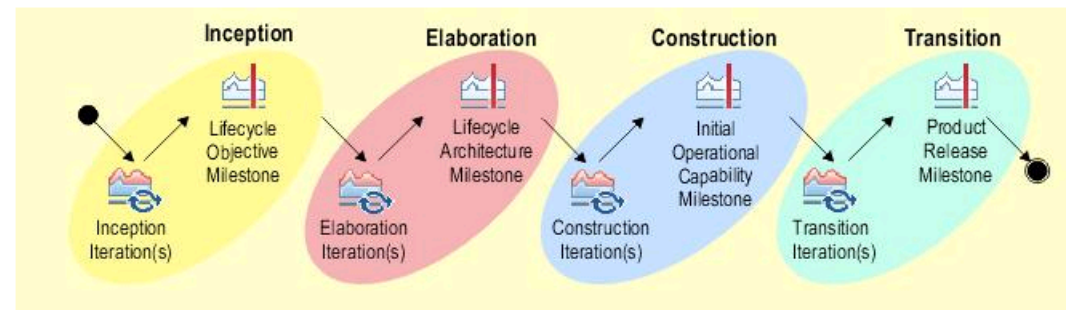 Inception
Elaboration
Construction
Transition
Lifecycle
Objective
Milestone
Inception
Iteration(s)
Lifecycle
Architecture
Milestone
Elaboration
Iteration(s)
Initial
Operational
Capability
Milestone
Construction
Iteration(s)
Product
Release
Milestone
Transition
Iteration(s)